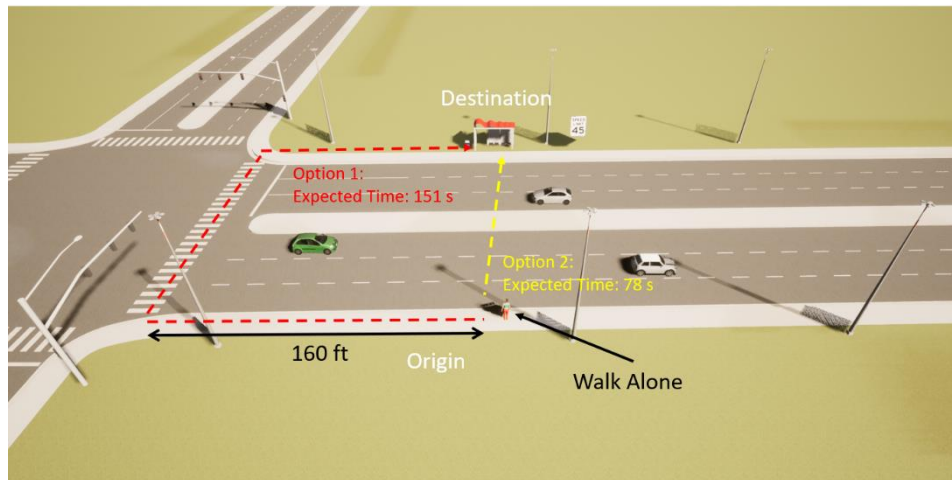 Destination
SPEED
LIMIT
45
Option 1:
Expected Time: 151 s
Option 2:
Expected Time: 78 s
160 ft
Origin
Walk Alone